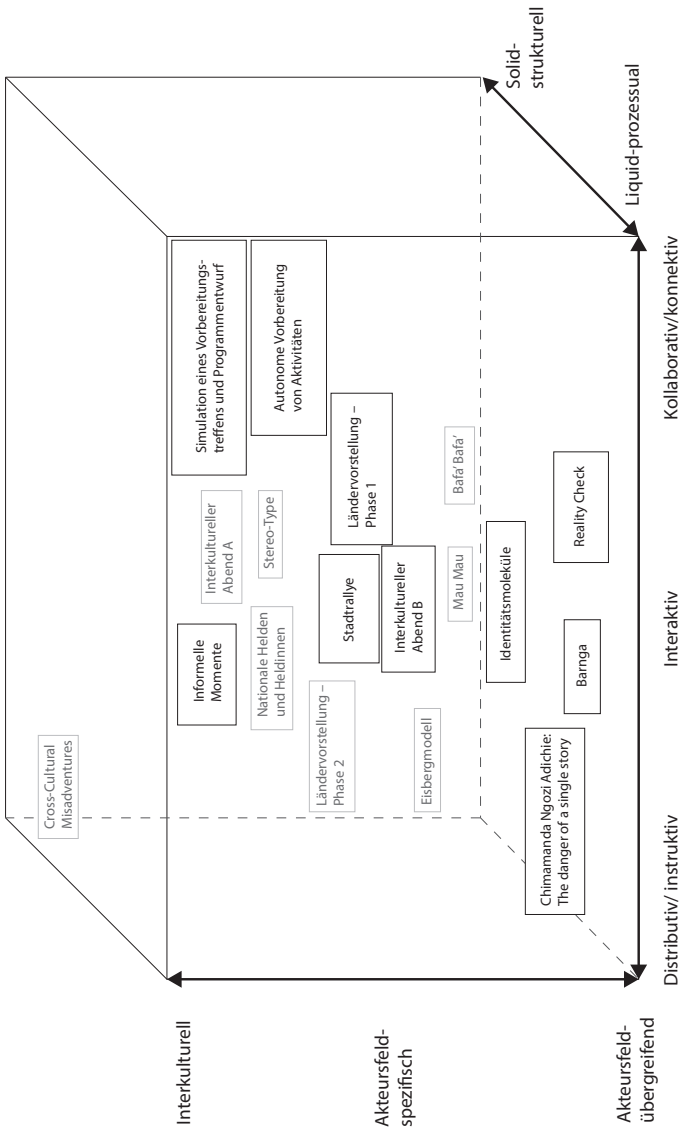 Cross-Cultural
Misadventures
Interkulturell
Simulation eines Vorbereitungs-
treffens und Programmentwurf
Interkultureller
Abend A
Informelle
Momente
Autonome Vorbereitung
von Aktivitäten
Stereo-Type
Nationale Helden
und Heldinnen
Ländervorstellung –
Phase 1
Stadtrallye
Ländervorstellung –
Phase 2
Akteursfeld-
spezifisch
Interkultureller
Abend B
Eisbergmodell
Mau Mau
Bafa' Bafa'
Identitätsmoleküle
Solid-
strukturell
Chimamanda Ngozi Adichie:
The danger of a single story
Barnga
Reality Check
Liquid-prozessual
Akteursfeld-
übergreifend
Distributiv/ instruktiv
Interaktiv
Kollaborativ/konnektiv